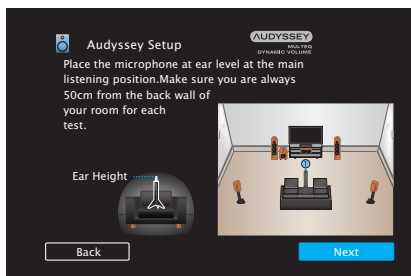 Audyssey Setup
AUDYSSEY
MULTEQ
DYNAMIC VOLUME
Place the microphone at ear level at the main
listening position.Make sure you are always
50cm from the back wall of
your room for each
test.
Ear Height
Back
Next